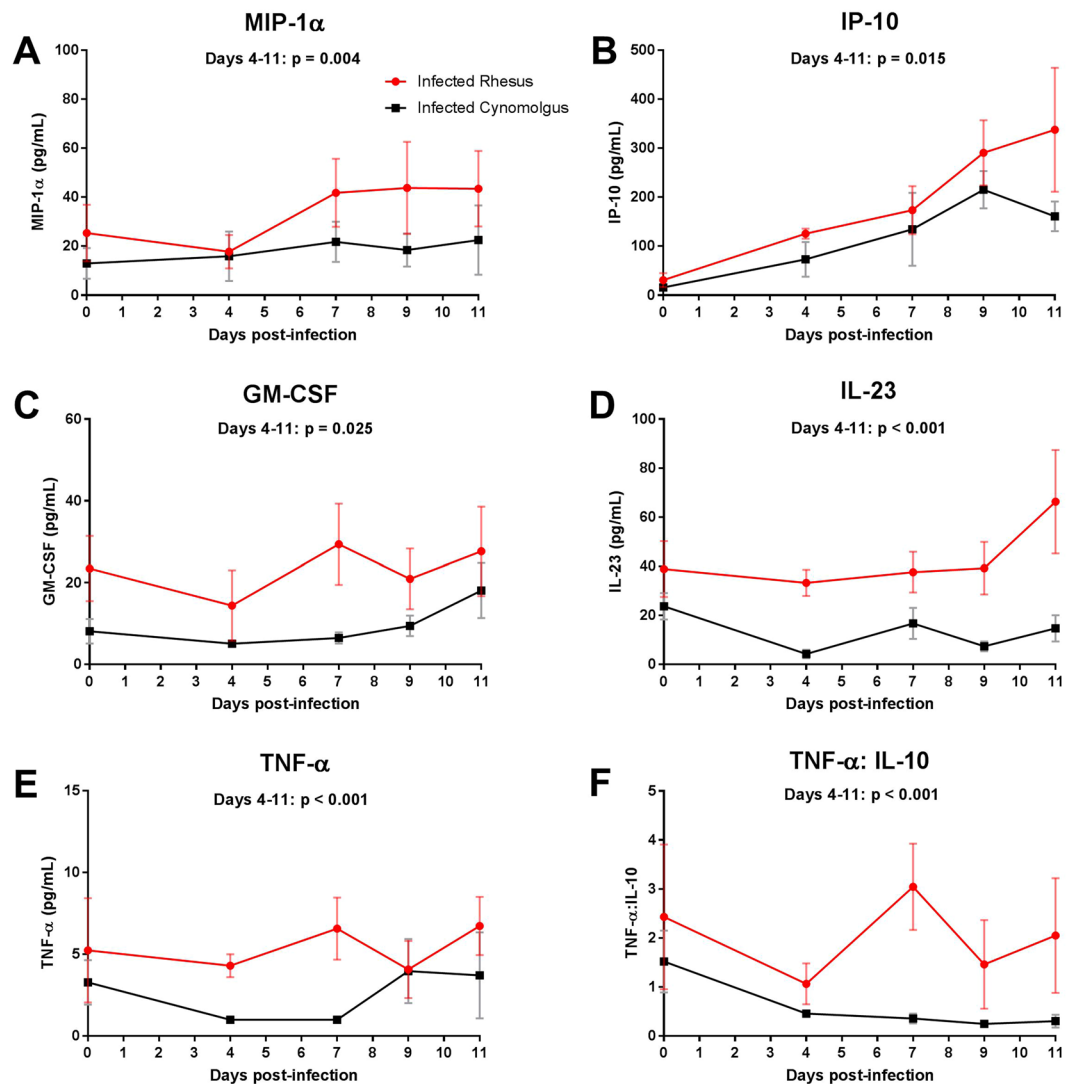 A
MIP-1α
Days 4-11: p = 0.004
Infected Rhesus
Infected Cynomolgus
MIP-1α (pg/mL)
100
80
60
40
20
0
0 1 2 3 4 5 6 7 8 9 10 11
Days post-infection
B
IP-10
Days 4-11: p = 0.015
IP-10 (pg/mL)
500
400
300
200
100
0
0 1 2 3 4 5 6 7 8 9 10 11
Days post-infection
C
GM-CSF
Days 4-11: p = 0.025
GM-CSF (pg/mL)
60
40
20
0
0 1 2 3 4 5 6 7 8 9 10 11
Days post-infection
D
IL-23
Days 4-11: p < 0.001
IL-23 (pg/mL)
100
80
60
40
20
0
0 1 2 3 4 5 6 7 8 9 10 11
Days post-infection
E
TNF-α
Days 4-11: p < 0.001
TNF-α (pg/mL)
15
10
5
0
0 1 2 3 4 5 6 7 8 9 10 11
Days post-infection
F
TNF-α: IL-10
Days 4-11: p < 0.001
TNF-α:IL-10
5
4
3
2
1
0
0 1 2 3 4 5 6 7 8 9 10 11
Days post-infection